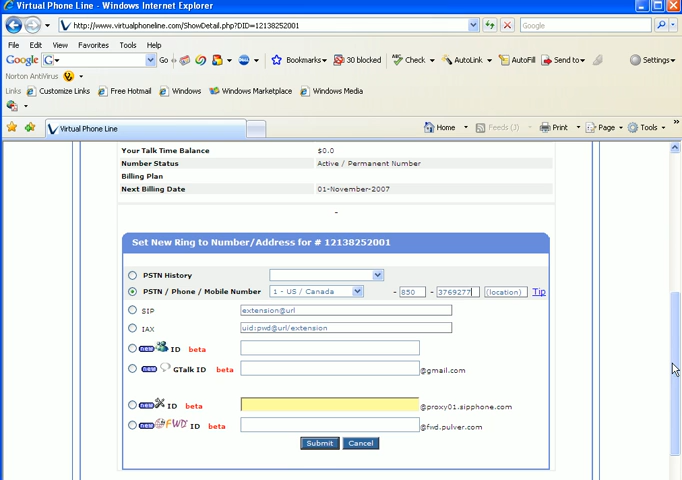 Virtual Phone Line - Windows Internet Explorer
http://www.virtualphoneline.com/ShowDetail.php?DID=12138252001
Google
File Edit View Favorites Tools Help
Google G Go Bookmarks 30 blocked Check AutoLink AutoFill Send to Settings
Norton AntiVirus
Links Customize Links Free Hotmail Windows Windows Marketplace Windows Media
Virtual Phone Line Home Feeds (J) Print Page Tools »
Your Talk Time Balance $0.0
Number Status Active / Permanent Number
Billing Plan
Next Billing Date 01-November-2007
-
Set New Ring to Number/Address for # 12138252001
PSTN History
PSTN / Phone / Mobile Number 1 - US / Canada - 850 - 3769277 (location) Tip
SIP extension@url
IAX uid:pwd@url/extension
new ID beta
new GTalk ID beta @gmail.com
new ID beta @proxy01.sipphone.com
new FWD ID beta @fwd.pulver.com
Submit Cancel